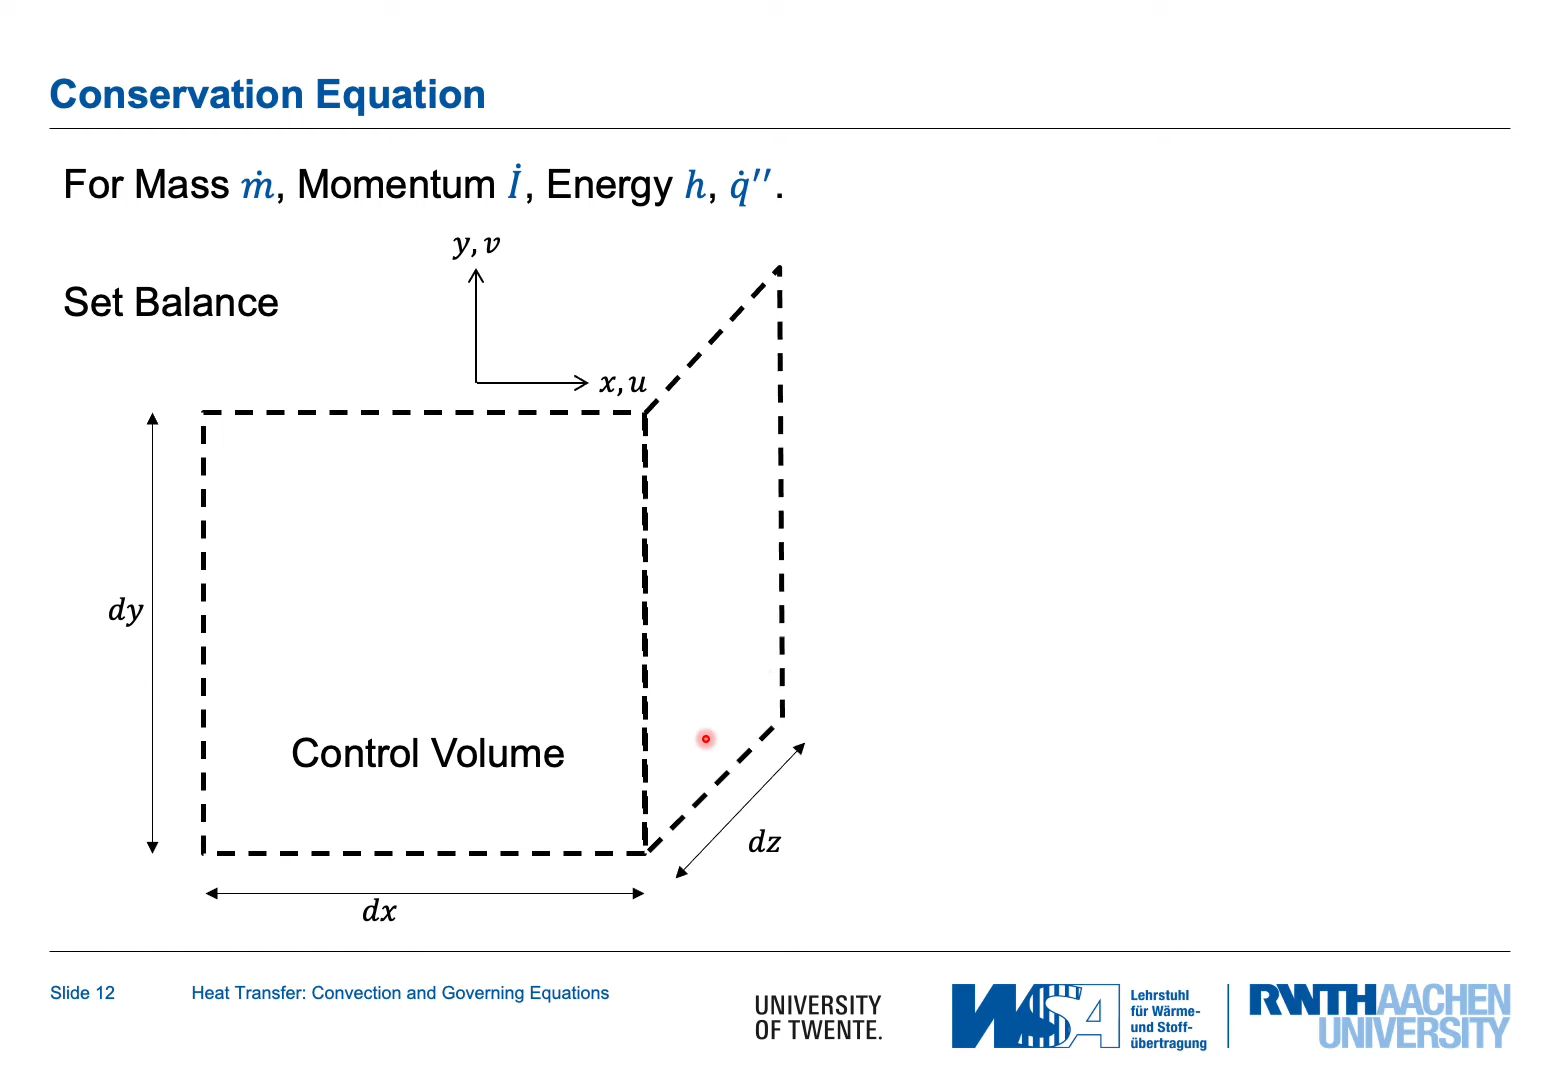 Conservation Equation
For Mass ṁ, Momentum İ, Energy h, q̇′′.
y, v
Set Balance
x, u
dy
Control Volume
dz
dx
Slide 12
Heat Transfer: Convection and Governing Equations
UNIVERSITY
OF TWENTE.
WSA
Lehrstuhl
für Wärme-
und Stoff-
übertragung
RWTHAACHEN
UNIVERSITY